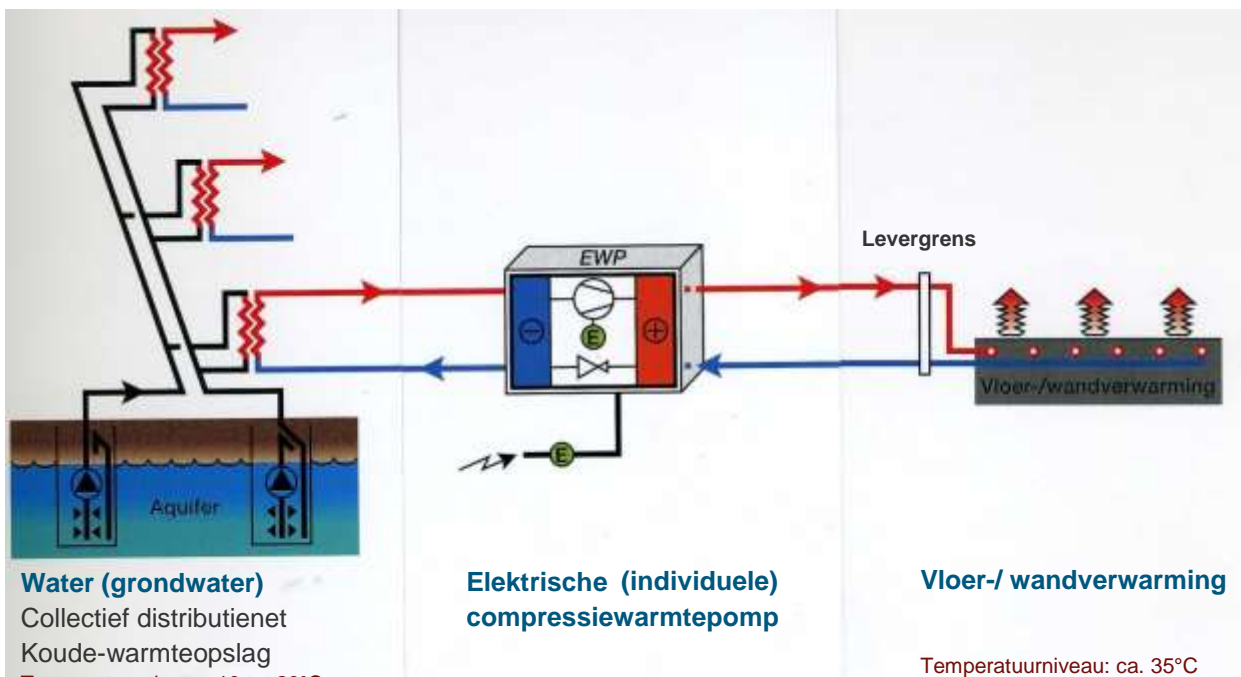 Levergrens
EWP
E
E
Vloer-/wandverwarming
Aquifer
Water (grondwater)
Collectief distributienet
Koude-warmteopslag
Elektrische (individuele)
compressiewarmtepomp
Vloer-/ wandverwarming
Temperatuurniveau: ca. 35°C